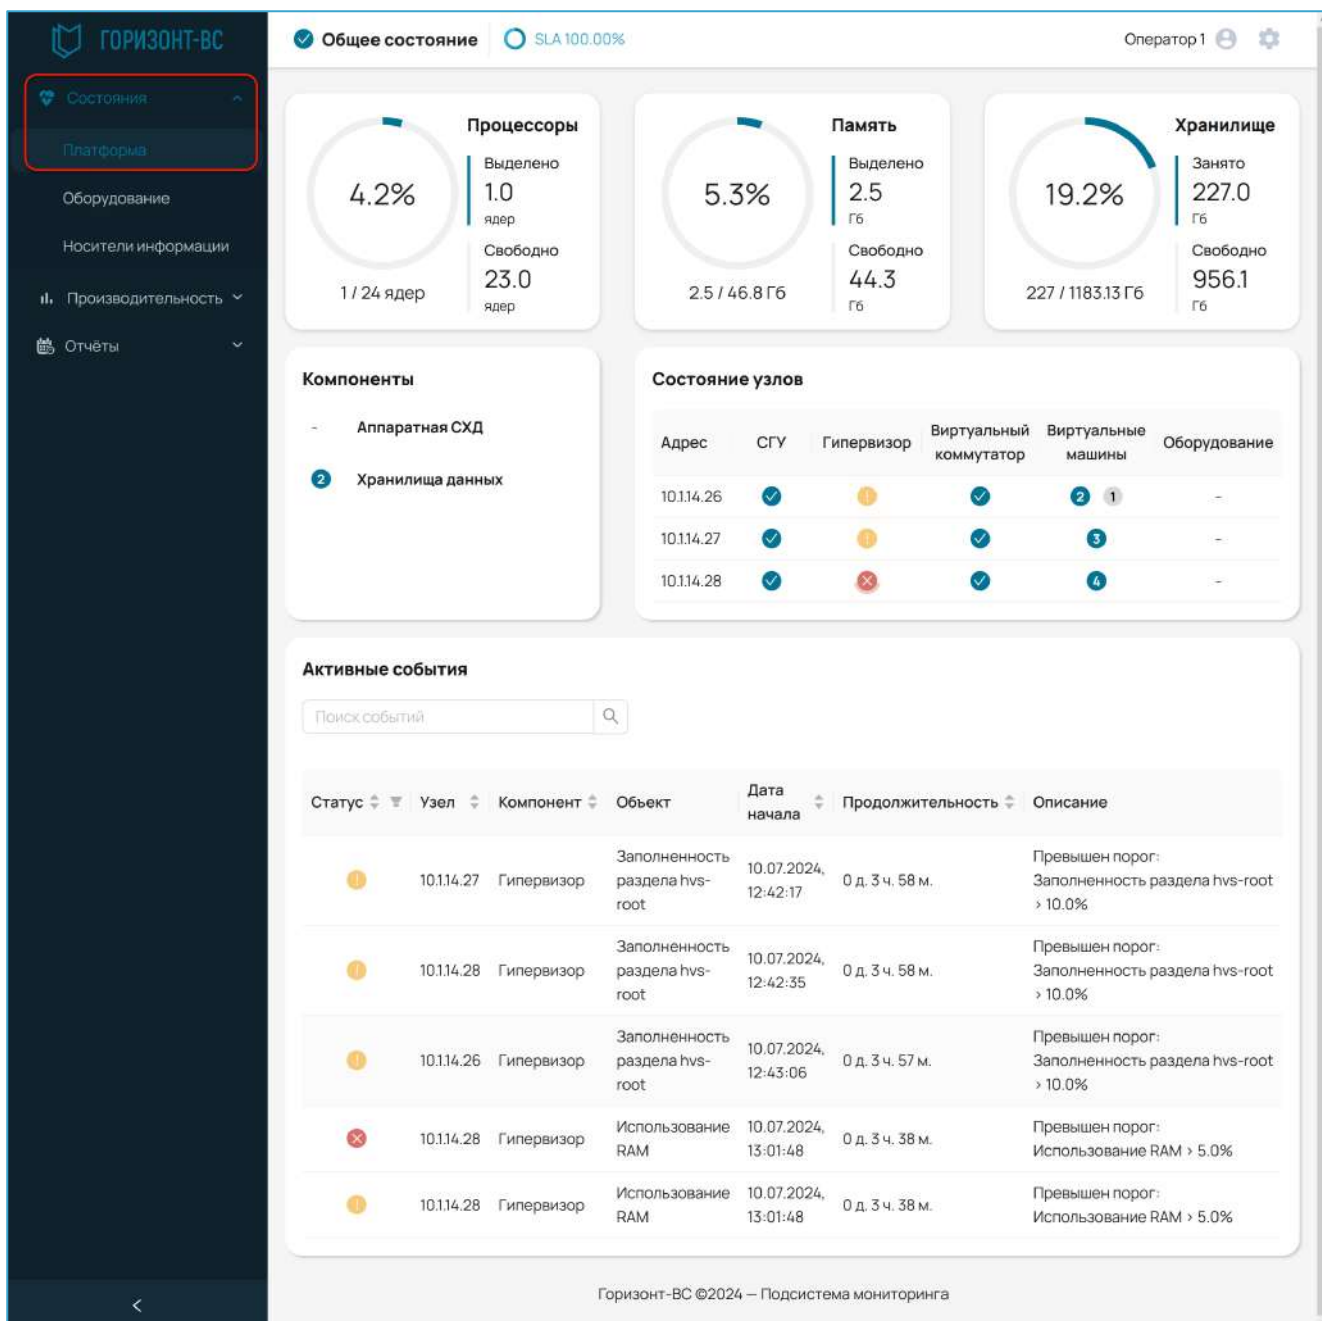 ГОРИЗОНТ-ВС
Общее состояние
SLA 100.00%
Оператор 1
Состояния
Платформа
Оборудование
Носители информации
Производительность
Отчёты
Процессоры
4.2%
Выделено
1.0
ядер
Свободно
23.0
ядер
1 / 24 ядер
Память
5.3%
Выделено
2.5
Гб
Свободно
44.3
Гб
2.5 / 46.8 Гб
Хранилище
19.2%
Занято
227.0
Гб
Свободно
956.1
Гб
227 / 1183.13 Гб
Компоненты
- Аппаратная СХД
2 Хранилища данных
Состояние узлов
Адрес СГУ Гипервизор Виртуальный коммутатор Виртуальные машины Оборудование
10.1.14.26 2 1 -
10.1.14.27 3 -
10.1.14.28 4 -
Активные события
Поиск событий
Статус Узел Компонент Объект Дата начала Продолжительность Описание
10.1.14.27 Гипервизор Заполненность раздела hvs-root 10.07.2024, 12:42:17 0 д. 3 ч. 58 м. Превышен порог: Заполненность раздела hvs-root > 10.0%
10.1.14.28 Гипервизор Заполненность раздела hvs-root 10.07.2024, 12:42:35 0 д. 3 ч. 58 м. Превышен порог: Заполненность раздела hvs-root > 10.0%
10.1.14.26 Гипервизор Заполненность раздела hvs-root 10.07.2024, 12:43:06 0 д. 3 ч. 57 м. Превышен порог: Заполненность раздела hvs-root > 10.0%
10.1.14.28 Гипервизор Использование RAM 10.07.2024, 13:01:48 0 д. 3 ч. 38 м. Превышен порог: Использование RAM > 5.0%
10.1.14.28 Гипервизор Использование RAM 10.07.2024, 13:01:48 0 д. 3 ч. 38 м. Превышен порог: Использование RAM > 5.0%
Горизонт-ВС ©2024 — Подсистема мониторинга